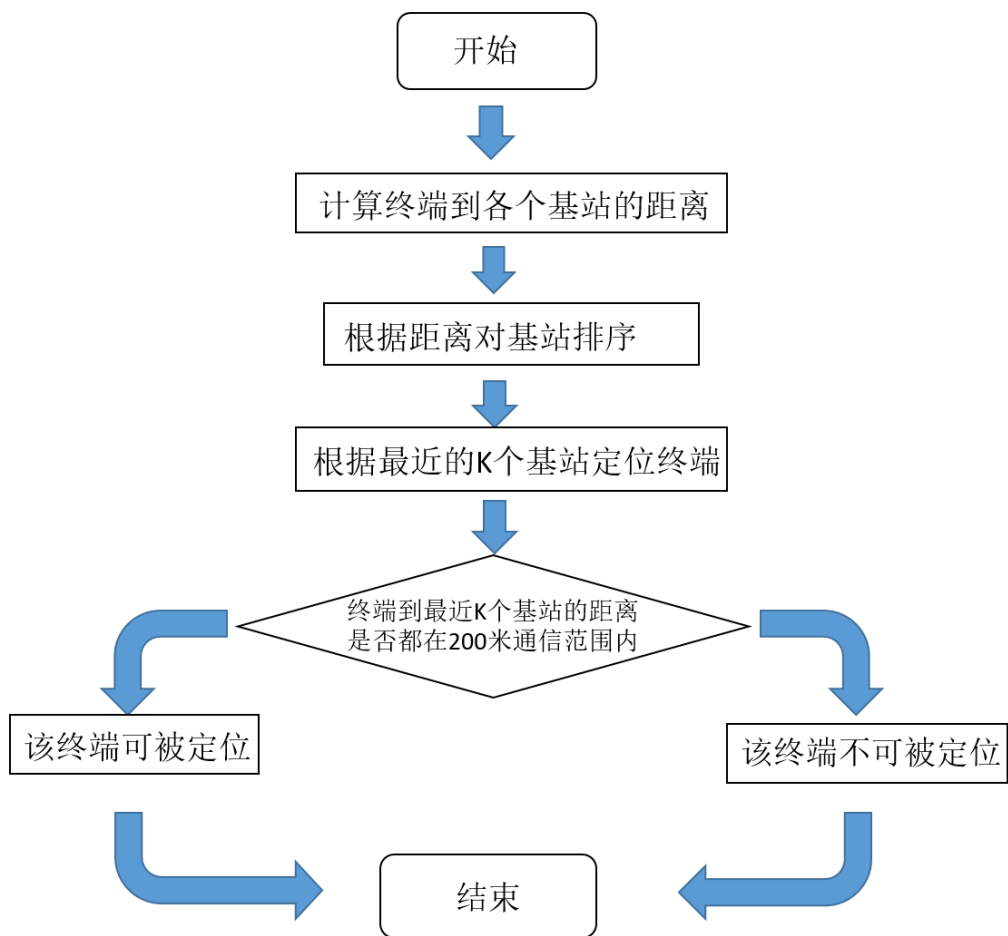 开始
计算终端到各个基站的距离
根据距离对基站排序
根据最近的K个基站定位终端
终端到最近K个基站的距离
是否都在200米通信范围内
该终端可被定位
该终端不可被定位
结束